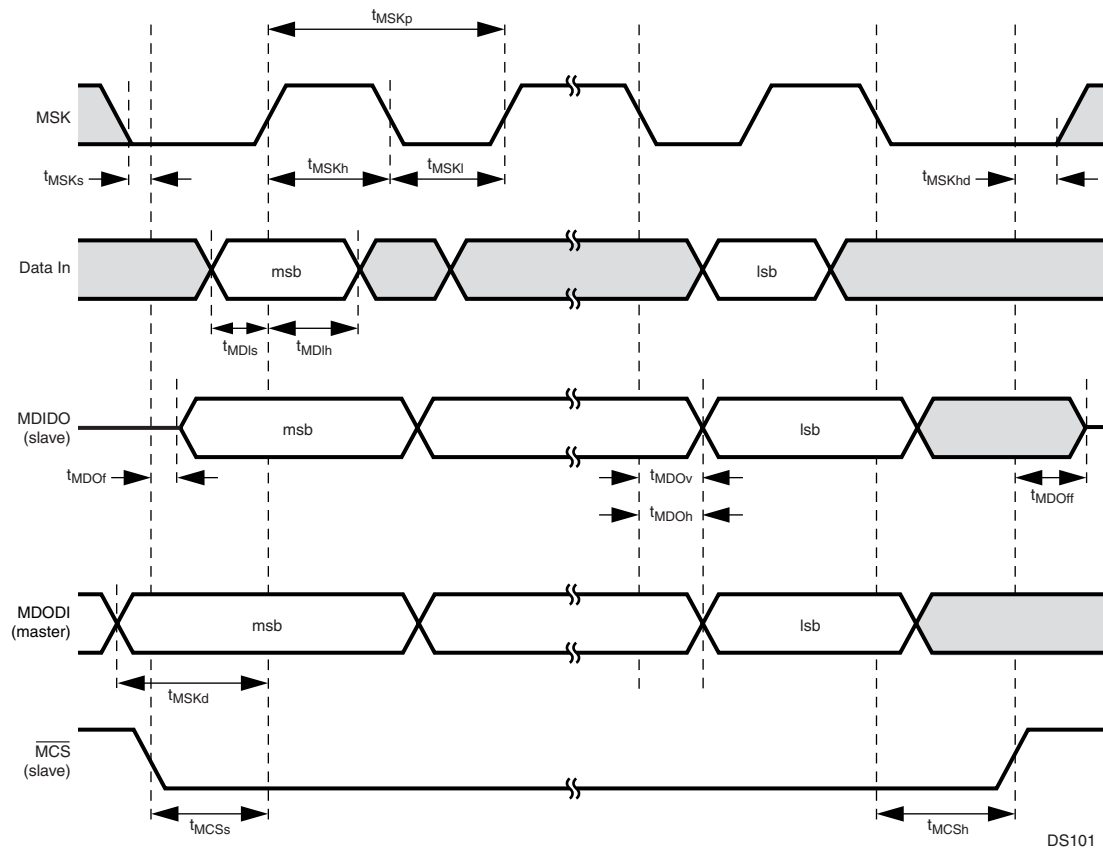 tMSKp
MSK
tMSKs
tMSKh
tMSKl
tMSKhd
Data In
msb
lsb
tMDIs
tMDIh
MDIDO
(slave)
msb
lsb
tMDOf
tMDOv
tMDOff
tMDOh
MDODI
(master)
msb
lsb
tMSKd
MCS
(slave)
tMCSs
tMCSh
DS101